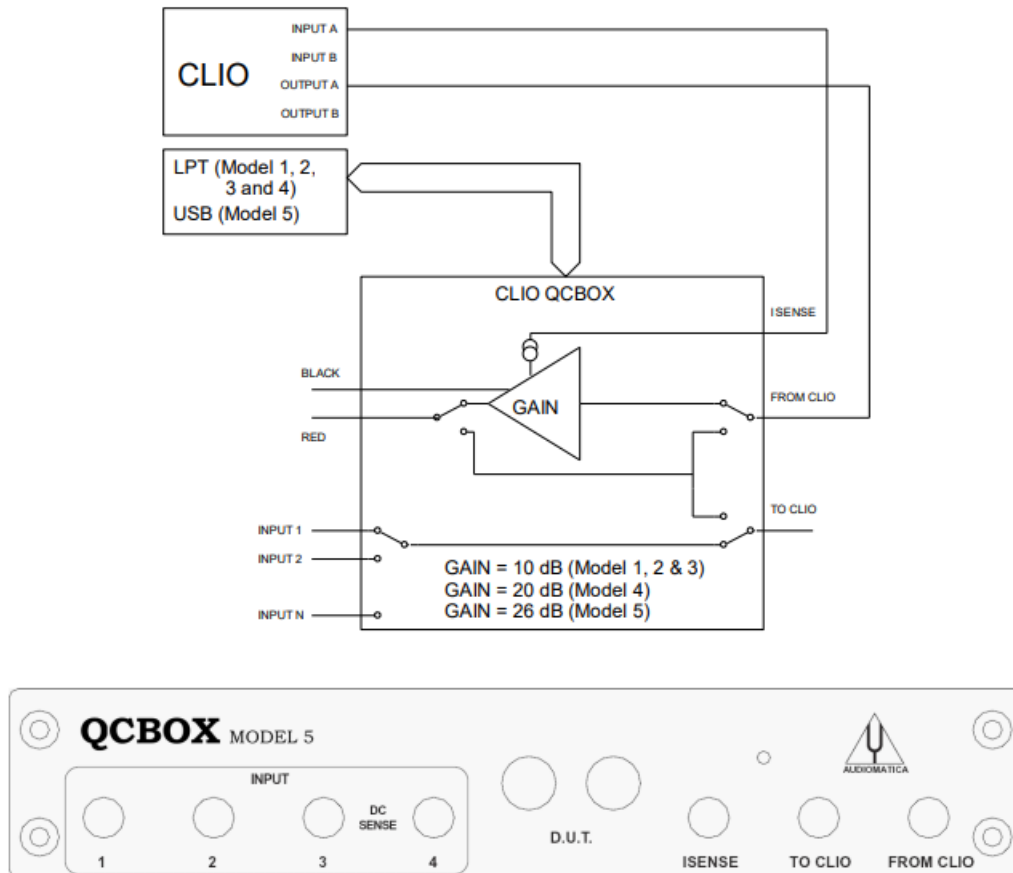 INPUT A
INPUT B
CLIO
OUTPUT A
OUTPUT B
LPT (Model 1, 2,
3 and 4)
USB (Model 5)
CLIO QCBOX
I SENSE
BLACK
GAIN
FROM CLIO
RED
TO CLIO
INPUT 1
INPUT 2
INPUT N
GAIN = 10 dB (Model 1, 2 & 3)
GAIN = 20 dB (Model 4)
GAIN = 26 dB (Model 5)
QCBOX MODEL 5
AUDIOMATICA
INPUT
DC
SENSE
D.U.T.
1 2 3 4
ISENSE TO CLIO FROM CLIO